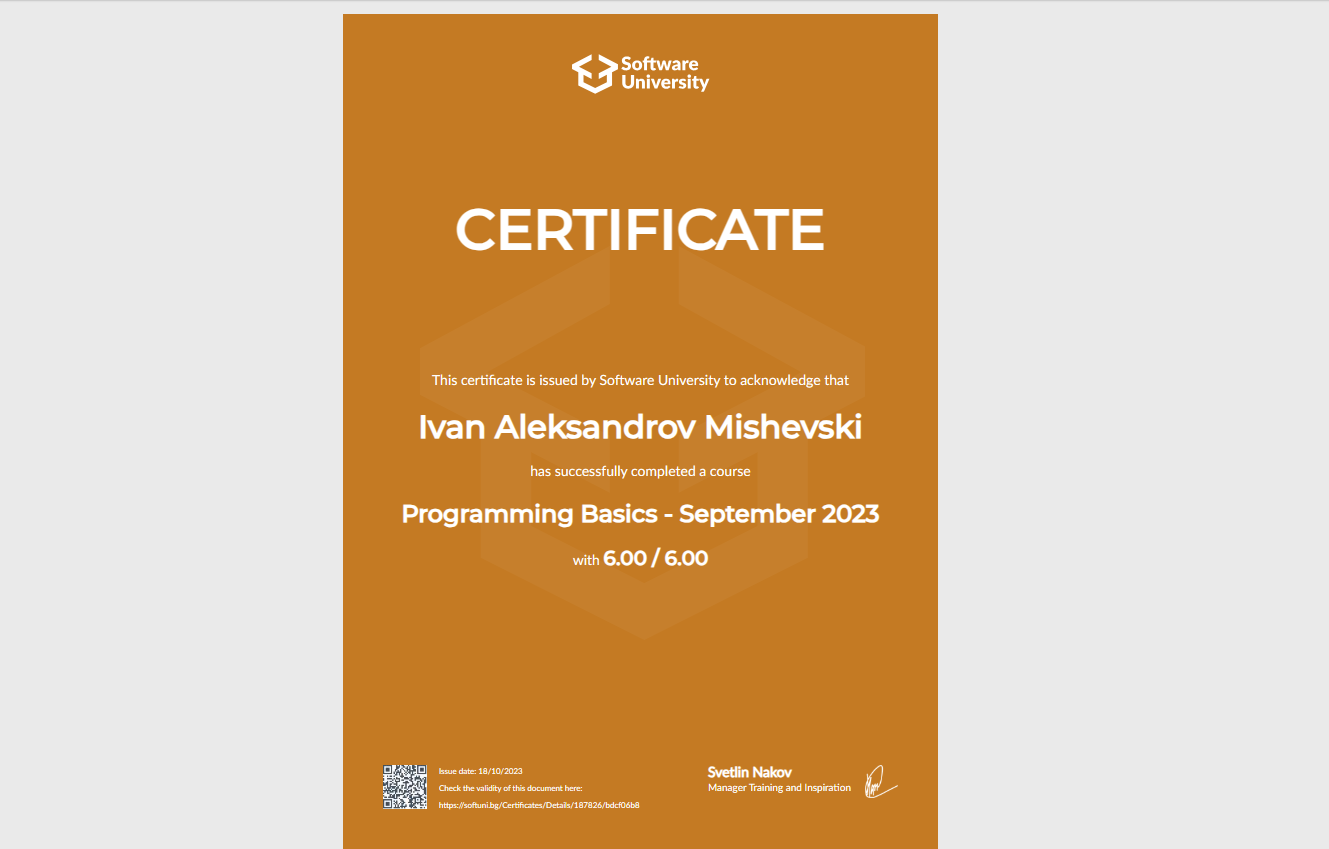 Software
University
CERTIFICATE
This certificate is issued by Software University to acknowledge that
Ivan Aleksandrov Mishevski
has successfully completed a course
Programming Basics - September 2023
with 6.00 / 6.00
Issue date: 18/10/2023
Check the validity of this document here:
https://softuni.bg/Certificates/Details/187826/bdcf06b8
Svetlin Nakov
Manager Training and Inspiration